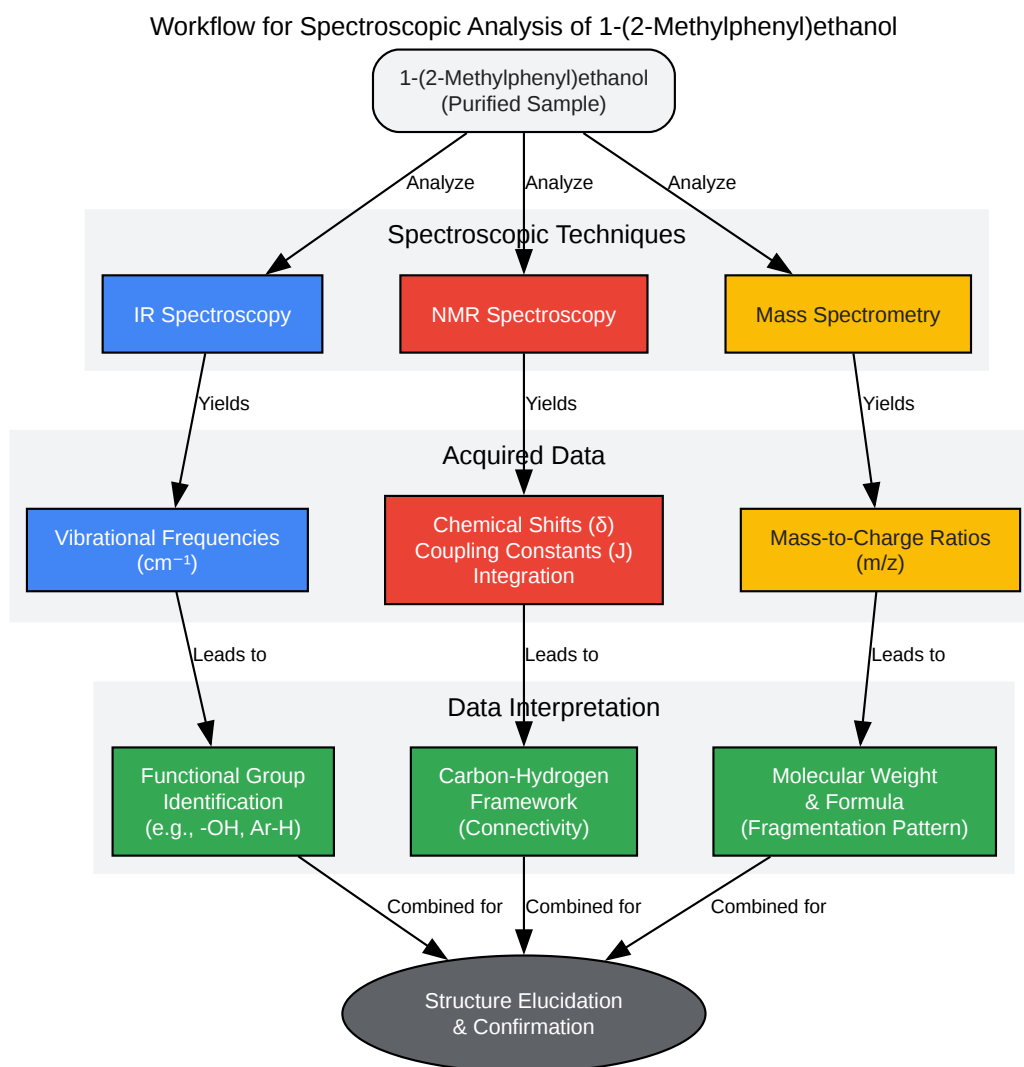 Workflow for Spectroscopic Analysis of 1-(2-Methylphenyl)ethanol
1-(2-Methylphenyl)ethanol
(Purified Sample)
Analyze
Analyze
Analyze
Spectroscopic Techniques
IR Spectroscopy
NMR Spectroscopy
Mass Spectrometry
Yields
Yields
Yields
Acquired Data
Vibrational Frequencies
(cm⁻¹)
Chemical Shifts (δ)
Coupling Constants (J)
Integration
Mass-to-Charge Ratios
(m/z)
Leads to
Leads to
Leads to
Data Interpretation
Functional Group
Identification
(e.g., -OH, Ar-H)
Carbon-Hydrogen
Framework
(Connectivity)
Molecular Weight
& Formula
(Fragmentation Pattern)
Combined for
Combined for
Combined for
Structure Elucidation
& Confirmation